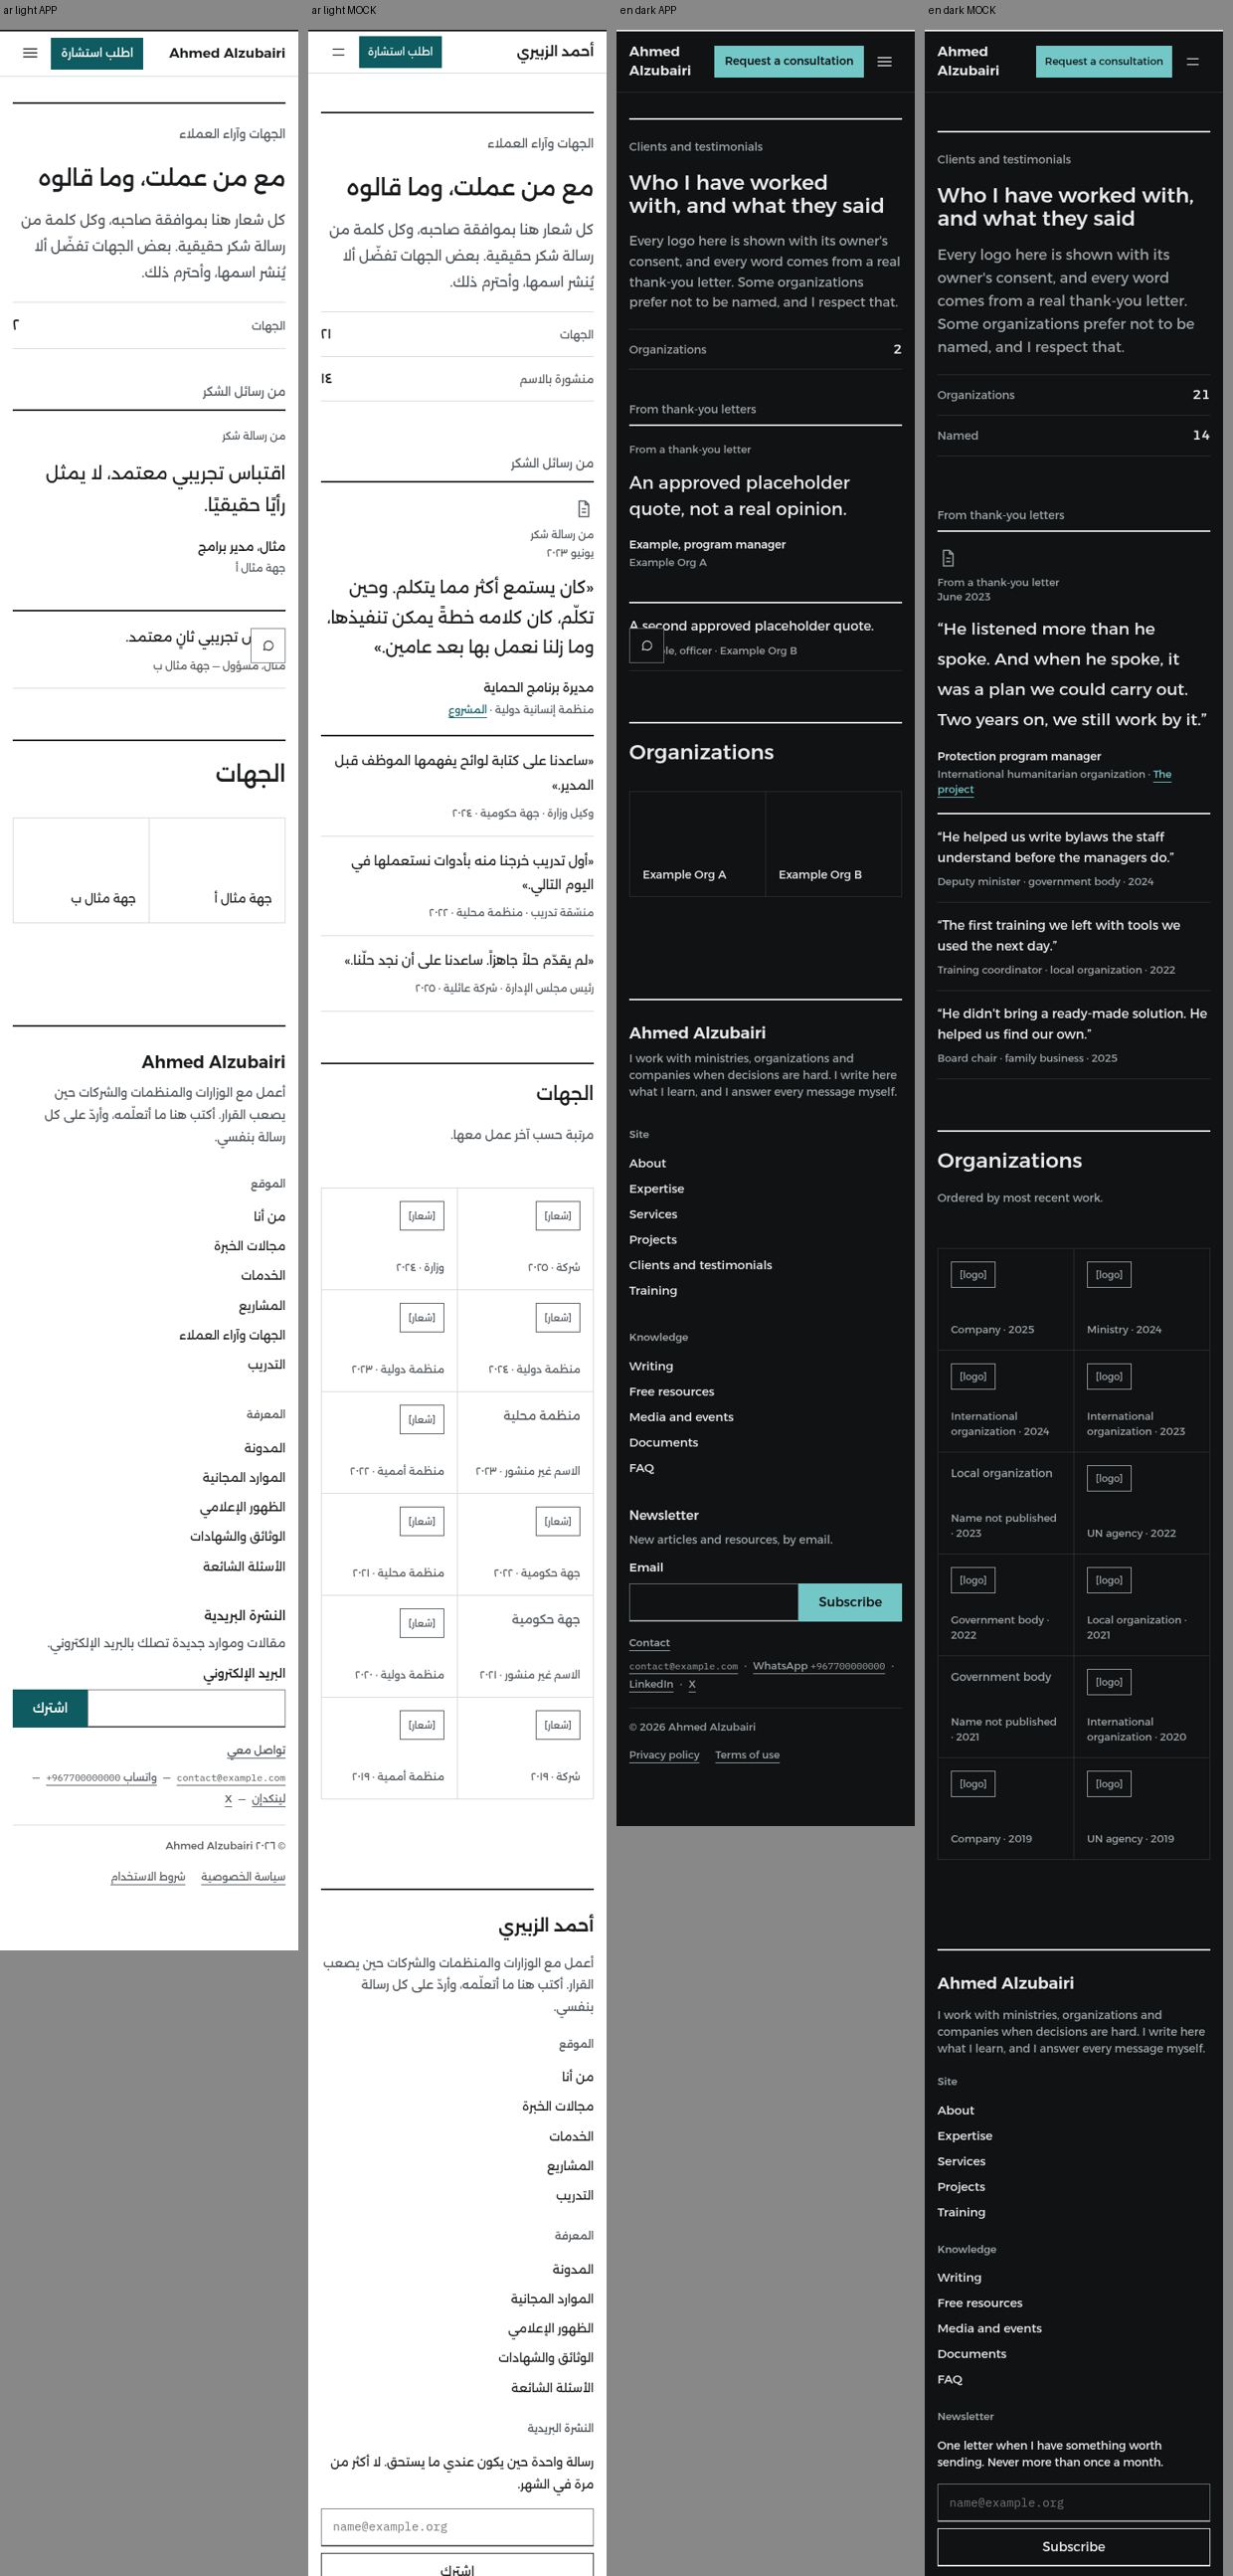 ar light APP
Ahmed Alzubairi
اطلب استشارة
الجهات وآراء العملاء
مع من عملت، وما قالوه
كل شعار هنا بموافقة صاحبه، وكل كلمة من
رسالة شكر حقيقية. بعض الجهات تفضّل ألا
يُنشر اسمها، وأحترم ذلك.
الجهات
٢
من رسائل الشكر
من رسالة شكر
اقتباس تجريبي معتمد، لا يمثل
رأيًا حقيقيًا.
مثال، مدير برامج
جهة مثال أ
تجريبي ثانٍ معتمد.
مثال، مسؤول — جهة مثال ب
الجهات
جهة مثال أ
جهة مثال ب
Ahmed Alzubairi
أعمل مع الوزارات والمنظمات والشركات حين
يصعب القرار. أكتب هنا ما أتعلّمه، وأردّ على كل
رسالة بنفسي.
الموقع
من أنا
مجالات الخبرة
الخدمات
المشاريع
الجهات وآراء العملاء
التدريب
المعرفة
المدونة
الموارد المجانية
الظهور الإعلامي
الوثائق والشهادات
الأسئلة الشائعة
النشرة البريدية
مقالات وموارد جديدة تصلك بالبريد الإلكتروني.
البريد الإلكتروني
اشترك
تواصل معي
contact@example.com — واتساب +967700000000 —
لينكدإن — X
© ٢٠٢٦ Ahmed Alzubairi
سياسة الخصوصية
شروط الاستخدام
ar light MOCK
أحمد الزبيري
اطلب استشارة
الجهات وآراء العملاء
مع من عملت، وما قالوه
كل شعار هنا بموافقة صاحبه، وكل كلمة من
رسالة شكر حقيقية. بعض الجهات تفضّل ألا
يُنشر اسمها، وأحترم ذلك.
الجهات
٢١
منشورة بالاسم
١٤
من رسائل الشكر
من رسالة شكر
يونيو ٢٠٢٣
«كان يستمع أكثر مما يتكلم. وحين
تكلّم، كان كلامه خطةً يمكن تنفيذها،
وما زلنا نعمل بها بعد عامين.»
مديرة برنامج الحماية
منظمة إنسانية دولية · المشروع
«ساعدنا على كتابة لوائح يفهمها الموظف قبل
المدير.»
وكيل وزارة · جهة حكومية · ٢٠٢٤
«أول تدريب خرجنا منه بأدوات نستعملها في
اليوم التالي.»
منسّقة تدريب · منظمة محلية · ٢٠٢٢
«لم يقدّم حلاً جاهزاً. ساعدنا على أن نجد حلّنا.»
رئيس مجلس الإدارة · شركة عائلية · ٢٠٢٥
الجهات
مرتبة حسب آخر عمل معها.
[شعار]
[شعار]
شركة · ٢٠٢٥
وزارة · ٢٠٢٤
[شعار]
[شعار]
منظمة دولية · ٢٠٢٤
منظمة دولية · ٢٠٢٣
منظمة محلية
[شعار]
الاسم غير منشور · ٢٠٢٣
منظمة أممية · ٢٠٢٢
[شعار]
[شعار]
جهة حكومية · ٢٠٢٢
منظمة محلية · ٢٠٢١
جهة حكومية
[شعار]
الاسم غير منشور · ٢٠٢١
منظمة دولية · ٢٠٢٠
[شعار]
[شعار]
شركة · ٢٠١٩
منظمة أممية · ٢٠١٩
أحمد الزبيري
أعمل مع الوزارات والمنظمات والشركات حين يصعب
القرار. أكتب هنا ما أتعلّمه، وأردّ على كل رسالة
بنفسي.
الموقع
من أنا
مجالات الخبرة
الخدمات
المشاريع
التدريب
المعرفة
المدونة
الموارد المجانية
الظهور الإعلامي
الوثائق والشهادات
الأسئلة الشائعة
النشرة البريدية
رسالة واحدة حين يكون عندي ما يستحق. لا أكثر من
مرة في الشهر.
name@example.org
اشترك
en dark APP
Ahmed
Alzubairi
Request a consultation
Clients and testimonials
Who I have worked
with, and what they said
Every logo here is shown with its owner's
consent, and every word comes from a real
thank-you letter. Some organizations
prefer not to be named, and I respect that.
Organizations
2
From thank-you letters
From a thank-you letter
An approved placeholder
quote, not a real opinion.
Example, program manager
Example Org A
A second approved placeholder quote.
officer · Example Org B
Organizations
Example Org A
Example Org B
Ahmed Alzubairi
I work with ministries, organizations and
companies when decisions are hard. I write here
what I learn, and I answer every message myself.
Site
About
Expertise
Services
Projects
Clients and testimonials
Training
Knowledge
Writing
Free resources
Media and events
Documents
FAQ
Newsletter
New articles and resources, by email.
Email
Subscribe
Contact
contact@example.com · WhatsApp +967700000000 ·
LinkedIn · X
© 2026 Ahmed Alzubairi
Privacy policy
Terms of use
en dark MOCK
Ahmed
Alzubairi
Request a consultation
Clients and testimonials
Who I have worked with,
and what they said
Every logo here is shown with its
owner's consent, and every word
comes from a real thank-you letter.
Some organizations prefer not to be
named, and I respect that.
Organizations
21
Named
14
From thank-you letters
From a thank-you letter
June 2023
“He listened more than he
spoke. And when he spoke, it
was a plan we could carry out.
Two years on, we still work by it.”
Protection program manager
International humanitarian organization · The
project
“He helped us write bylaws the staff
understand before the managers do.”
Deputy minister · government body · 2024
“The first training we left with tools we
used the next day.”
Training coordinator · local organization · 2022
“He didn't bring a ready-made solution. He
helped us find our own.”
Board chair · family business · 2025
Organizations
Ordered by most recent work.
[logo]
[logo]
Company · 2025
Ministry · 2024
[logo]
[logo]
International
organization · 2024
International
organization · 2023
Local organization
[logo]
Name not published
· 2023
UN agency · 2022
[logo]
[logo]
Government body ·
2022
Local organization ·
2021
Government body
[logo]
Name not published
· 2021
International
organization · 2020
[logo]
[logo]
Company · 2019
UN agency · 2019
Ahmed Alzubairi
I work with ministries, organizations and
companies when decisions are hard. I write here
what I learn, and I answer every message myself.
Site
About
Expertise
Services
Projects
Training
Knowledge
Writing
Free resources
Media and events
Documents
FAQ
Newsletter
One letter when I have something worth
sending. Never more than once a month.
name@example.org
Subscribe